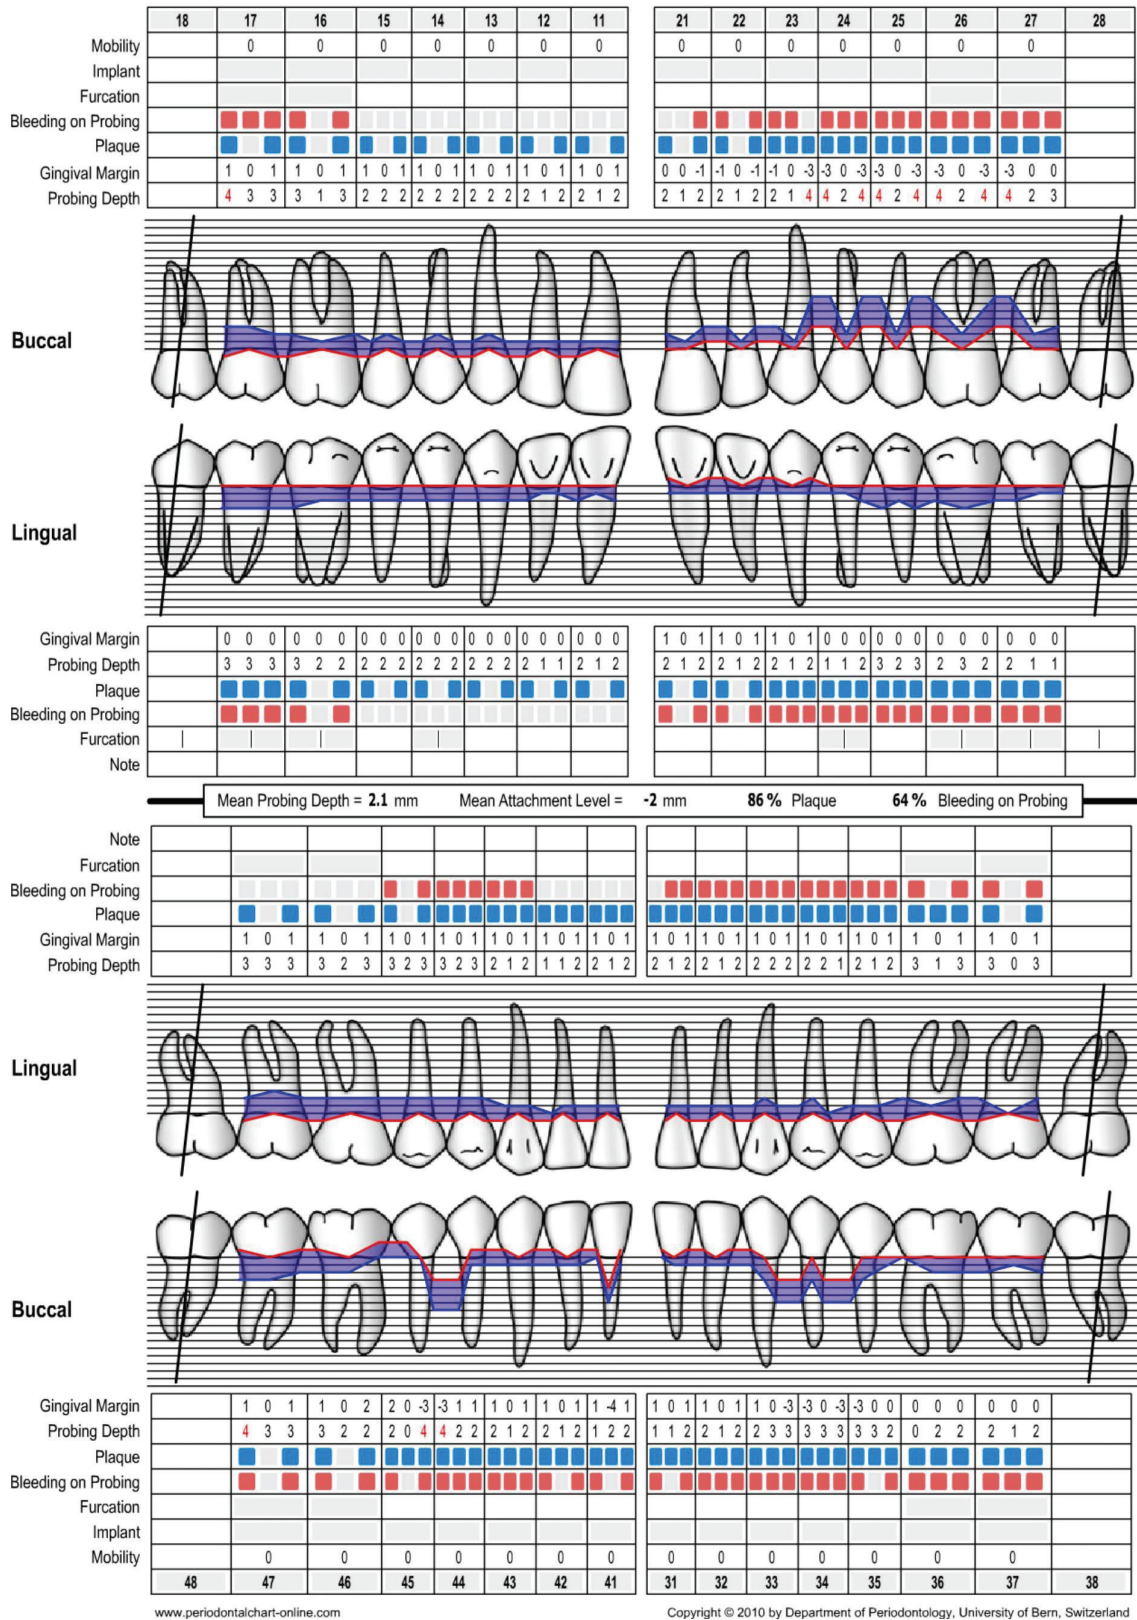 18 17 16 15 14 13 12 11 21 22 23 24 25 26 27 28
Mobility 0 0 0 0 0 0 0 0 0 0 0 0 0 0
Implant
Furcation
Bleeding on Probing
Plaque
Gingival Margin 1 0 1 1 0 1 1 0 1 1 0 1 1 0 1 1 0 1 1 0 1 0 0 -1 -1 0 -1 -1 0 -3 -3 0 -3 -3 0 -3 -3 0 -3 -3 0 0
Probing Depth 4 3 3 3 1 3 2 2 2 2 2 2 2 2 2 2 1 2 2 1 2 2 1 2 2 1 2 2 1 4 4 2 4 4 2 4 4 2 4 4 2 3
Buccal
Lingual
Gingival Margin 0 0 0 0 0 0 0 0 0 0 0 0 0 0 0 0 0 0 0 0 0 1 0 1 1 0 1 1 0 1 0 0 0 0 0 0 0 0 0 0 0 0
Probing Depth 3 3 3 3 2 2 2 2 2 2 2 2 2 2 2 2 1 1 2 1 2 2 1 2 2 1 2 2 1 2 1 1 2 3 2 3 2 3 2 2 1 1
Plaque
Bleeding on Probing
Furcation
Note
Mean Probing Depth = 2.1 mm Mean Attachment Level = -2 mm 86 % Plaque 64 % Bleeding on Probing
Note
Furcation
Bleeding on Probing
Plaque
Gingival Margin 1 0 1 1 0 1 1 0 1 1 0 1 1 0 1 1 0 1 1 0 1 1 0 1 1 0 1 1 0 1 1 0 1 1 0 1 1 0 1 1 0 1
Probing Depth 3 3 3 3 2 3 3 2 3 3 2 3 2 1 2 1 1 2 2 1 2 2 1 2 2 1 2 2 2 2 2 2 1 2 1 2 3 1 3 3 0 3
Lingual
Buccal
Gingival Margin 1 0 1 1 0 2 2 0 -3 -3 1 1 1 0 1 1 0 1 1 -4 1 1 0 1 1 0 1 1 0 -3 -3 0 -3 -3 0 0 0 0 0 0 0 0
Probing Depth 4 3 3 3 2 2 2 0 4 4 2 2 2 1 2 2 1 2 1 2 2 1 1 2 2 1 2 2 3 3 3 3 3 3 3 2 0 2 2 2 1 2
Plaque
Bleeding on Probing
Furcation
Implant
Mobility 0 0 0 0 0 0 0 0 0 0 0 0 0 0
48 47 46 45 44 43 42 41 31 32 33 34 35 36 37 38
www.periodontalchart-online.com Copyright © 2010 by Department of Periodontology, University of Bern, Switzerland